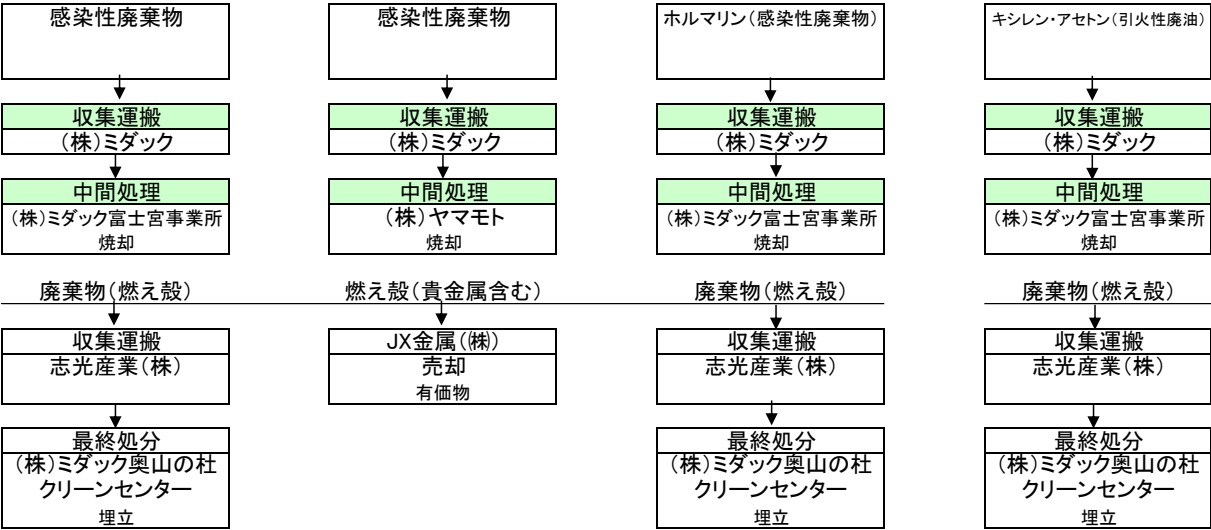 感染性廃棄物
収集運搬
(株)ミダック
中間処理
(株)ミダック富士宮事業所
焼却
廃棄物(燃え殻)
収集運搬
志光産業(株)
最終処分
(株)ミダック奥山の杜
クリーンセンター
埋立
感染性廃棄物
収集運搬
(株)ミダック
中間処理
(株)ヤマモト
焼却
燃え殻(貴金属含む)
JX金属(㈱)
売却
有価物
ホルマリン(感染性廃棄物)
収集運搬
(株)ミダック
中間処理
(株)ミダック富士宮事業所
焼却
廃棄物(燃え殻)
収集運搬
志光産業(株)
最終処分
(株)ミダック奥山の杜
クリーンセンター
埋立
キシレン・アセトン(引火性廃油)
収集運搬
(株)ミダック
中間処理
(株)ミダック富士宮事業所
焼却
廃棄物(燃え殻)
収集運搬
志光産業(株)
最終処分
(株)ミダック奥山の杜
クリーンセンター
埋立